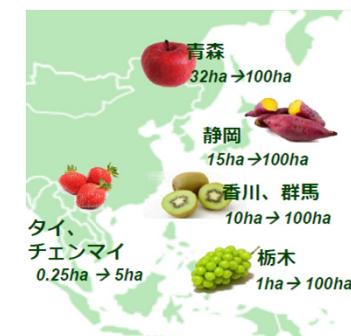 青森
32ha→100ha
静岡
15ha→100ha
香川、群馬
10ha→100ha
タイ、
チェンマイ
0.25ha → 5ha
栃木
1ha→100ha